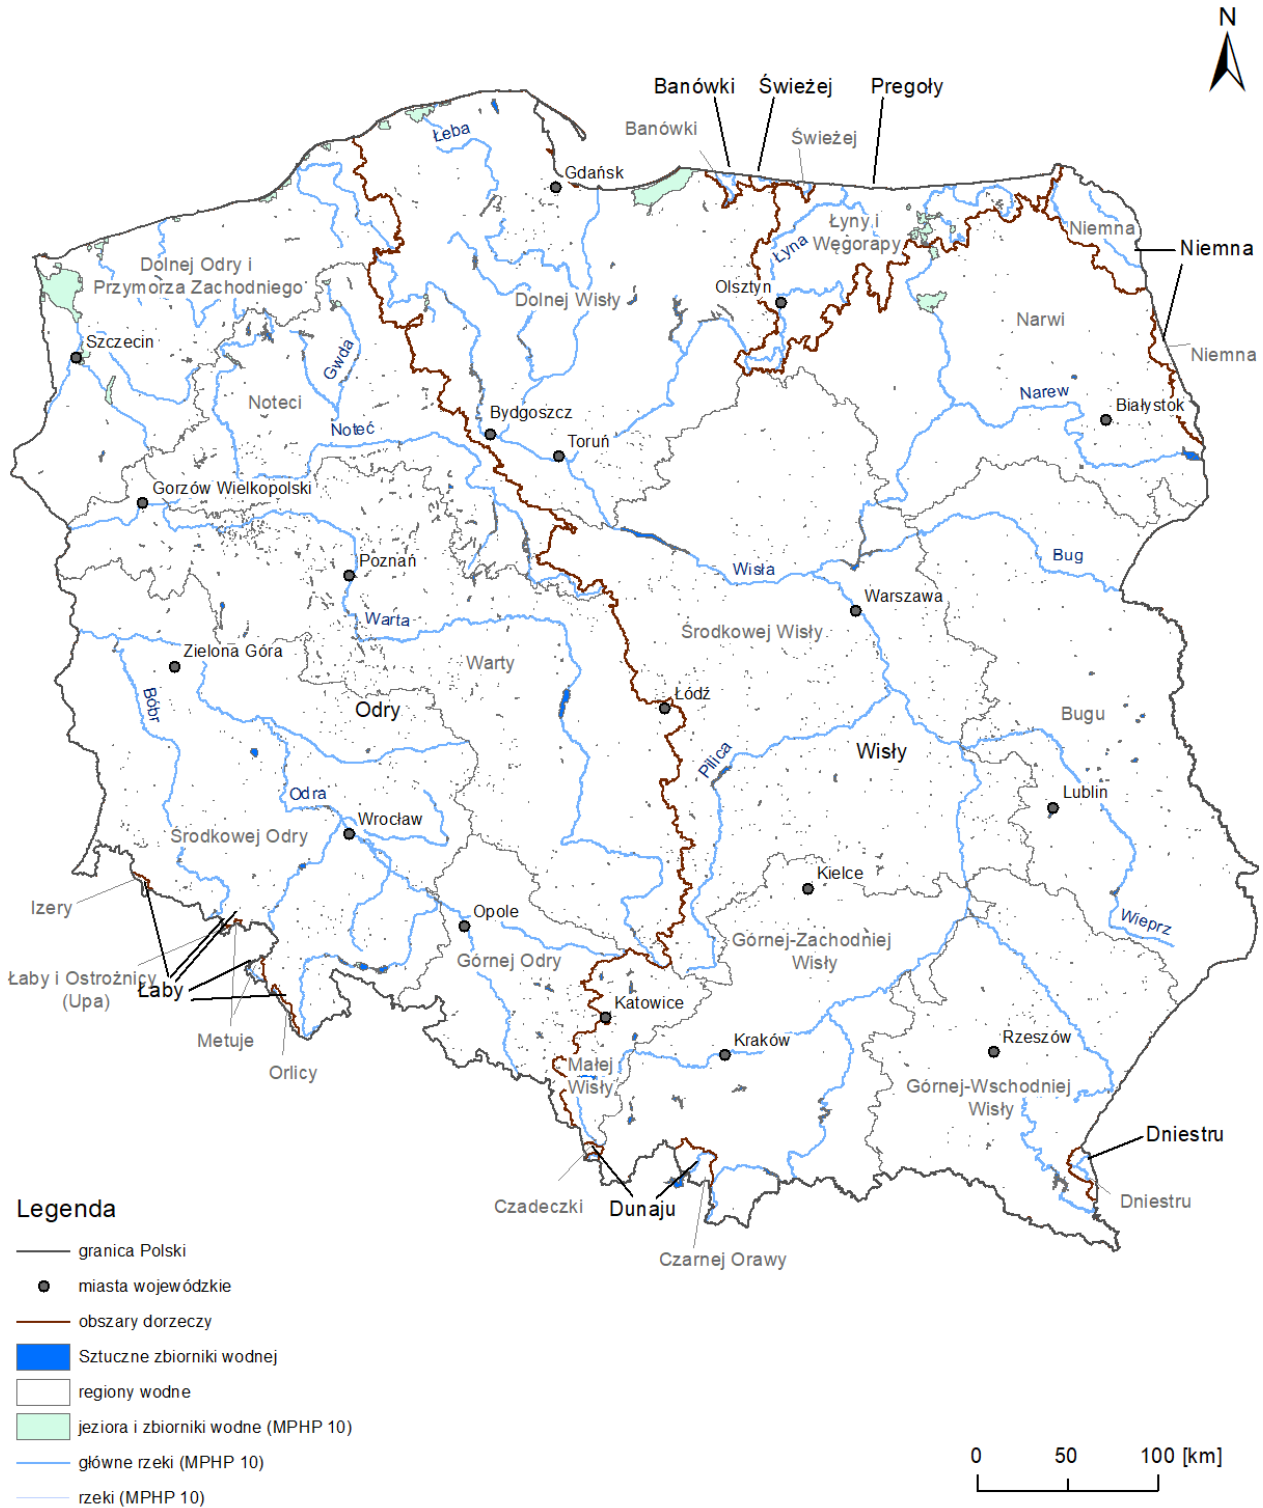 N
Banówki
Świeżej
Pregoły
Banówki
Świeżej
Łeba
Gdańsk
Łyny i
Węgorapy
Niemna
Łyna
Niemna
Dolnej Odry i
Przymorza Zachodniego
Dolnej Wisły
Olsztyn
Narwi
Szczecin
Niemna
Gwda
Noteci
Narew
Białystok
Bydgoszcz
Noteć
Toruń
Gorzów Wielkopolski
Poznań
Wisła
Bug
Warszawa
Warta
Środkowej Wisły
Zielona Góra
Warty
Bóbr
Łódź
Odry
Bugu
Wisły
Pilica
Odra
Lublin
Wrocław
Środkowej Odry
Kielce
Izery
Opole
Wieprz
Górnej-Zachodniej
Wisły
Górnej Odry
Łaby i Ostrożnicy
(Upa)
Łaby
Katowice
Metuje
Kraków
Rzeszów
Orlicy
Małej
Wisły
Górnej-Wschodniej
Wisły
Dniestru
Czadeczki
Dunaju
Dniestru
Czarnej Orawy
Legenda
granica Polski
miasta wojewódzkie
obszary dorzeczy
Sztuczne zbiorniki wodnej
regiony wodne
jeziora i zbiorniki wodne (MPHP 10)
główne rzeki (MPHP 10)
rzeki (MPHP 10)
0 50 100 [km]